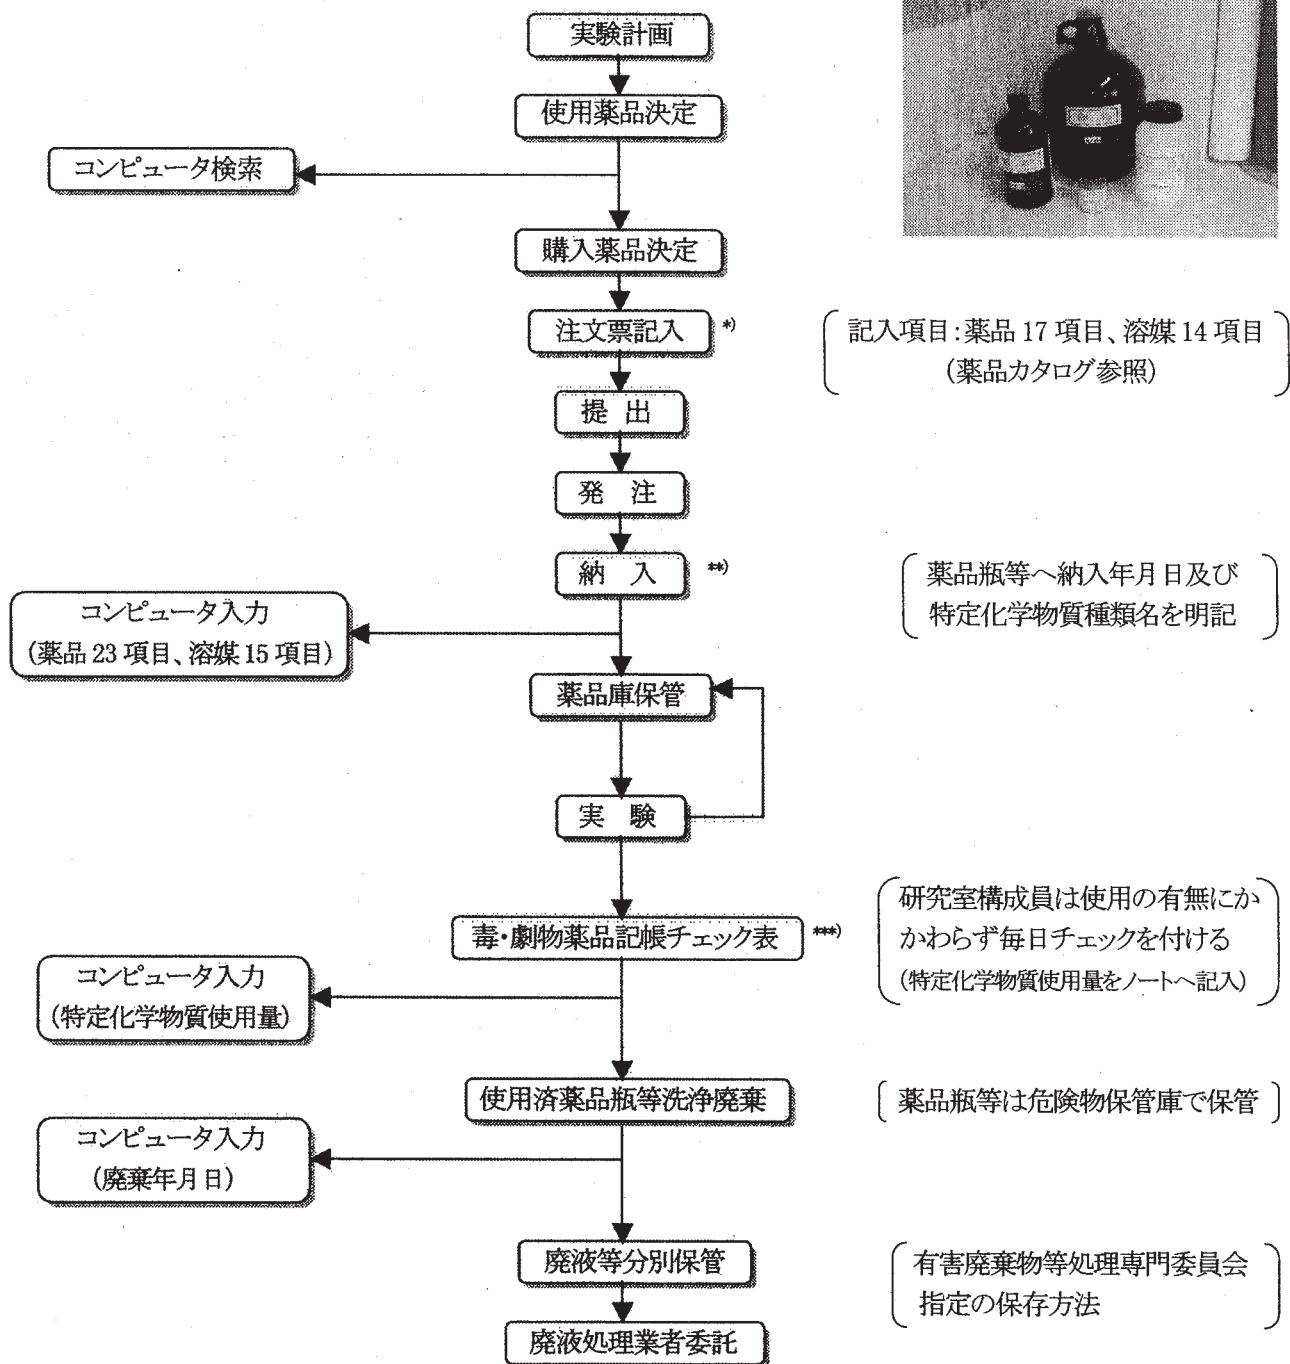 実験計画
使用薬品決定
コンピュータ検索
購入薬品決定
注文票記入 *)
記入項目:薬品 17 項目、溶媒 14 項目
(薬品カタログ参照)
提 出
発 注
納 入 **)
薬品瓶等へ納入年月日及び
特定化学物質種類名を明記
コンピュータ入力
(薬品 23 項目、溶媒 15 項目)
薬品庫保管
実 験
毒・劇物薬品記帳チェック表 ***)
研究室構成員は使用の有無にか
かわらず毎日チェックを付ける
(特定化学物質使用量をノートへ記入)
コンピュータ入力
(特定化学物質使用量)
使用済薬品瓶等洗浄廃棄
薬品瓶等は危険物保管庫で保管
コンピュータ入力
(廃棄年月日)
廃液等分別保管
有害廃棄物等処理専門委員会
指定の保存方法
廃液処理業者委託